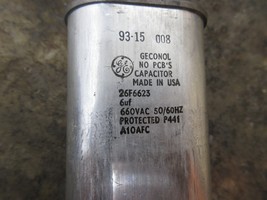 93-15 008
GECONOL
NO PCB'S
CAPACITOR
MADE IN USA
26F6623
6uf
660VAC 50/60HZ
PROTECTED P441
A10AFC